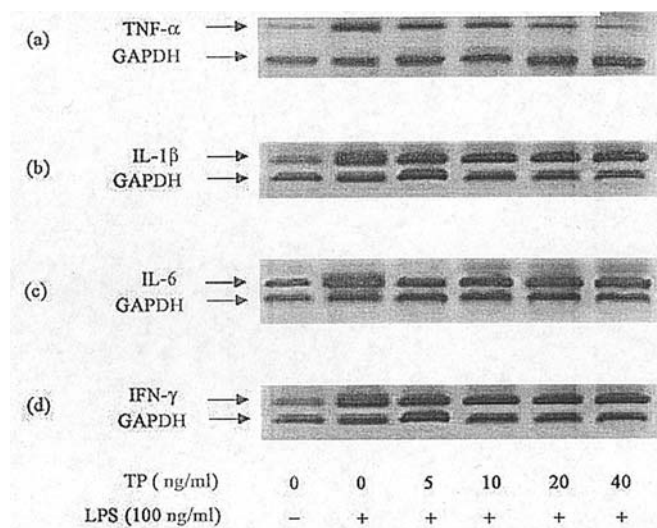 (a) TNF-α
GAPDH
(b) IL-1β
GAPDH
(c) IL-6
GAPDH
(d) IFN-γ
GAPDH
TP ( ng/ml) 0 0 5 10 20 40
LPS (100 ng/ml) – + + + + +